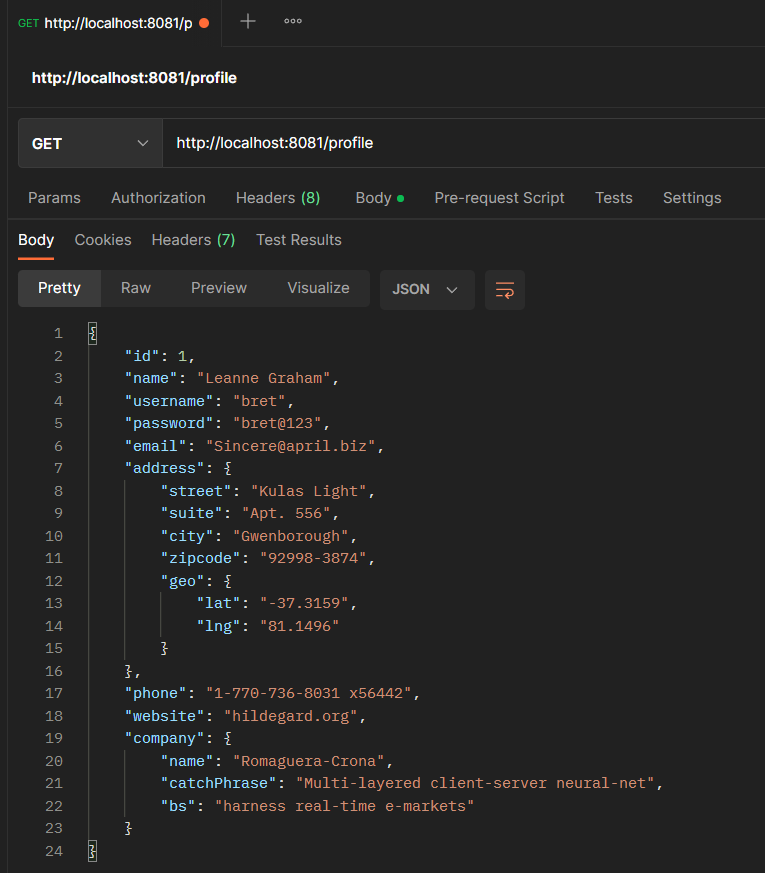 GET http://localhost:8081/p
http://localhost:8081/profile
GET http://localhost:8081/profile
Params Authorization Headers (8) Body Pre-request Script Tests Settings
Body Cookies Headers (7) Test Results
Pretty Raw Preview Visualize JSON
1 {
2 "id": 1,
3 "name": "Leanne Graham",
4 "username": "bret",
5 "password": "bret@123",
6 "email": "Sincere@april.biz",
7 "address": {
8 "street": "Kulas Light",
9 "suite": "Apt. 556",
10 "city": "Gwenborough",
11 "zipcode": "92998-3874",
12 "geo": {
13 "lat": "-37.3159",
14 "lng": "81.1496"
15 }
16 },
17 "phone": "1-770-736-8031 x56442",
18 "website": "hildegard.org",
19 "company": {
20 "name": "Romaguera-Crona",
21 "catchPhrase": "Multi-layered client-server neural-net",
22 "bs": "harness real-time e-markets"
23 }
24 }